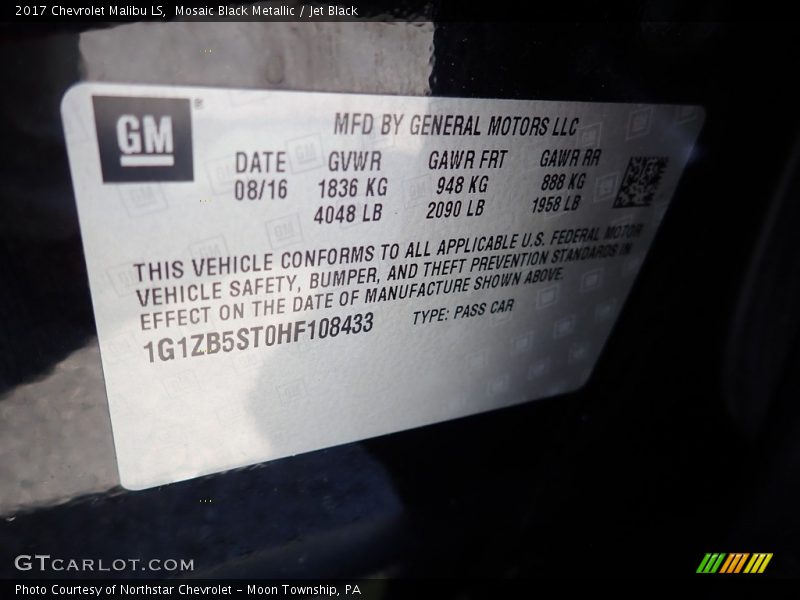 2017 Chevrolet Malibu LS,  Mosaic Black Metallic / Jet Black
GM ®
MFD BY GENERAL MOTORS LLC
DATE GVWR GAWR FRT GAWR RR
08/16 1836 KG 948 KG 888 KG
4048 LB 2090 LB 1958 LB
THIS VEHICLE CONFORMS TO ALL APPLICABLE U.S. FEDERAL MOTOR
VEHICLE SAFETY, BUMPER, AND THEFT PREVENTION STANDARDS IN
EFFECT ON THE DATE OF MANUFACTURE SHOWN ABOVE.
1G1ZB5ST0HF108433 TYPE: PASS CAR
GTCARLOT.COM
Photo Courtesy of Northstar Chevrolet - Moon Township, PA